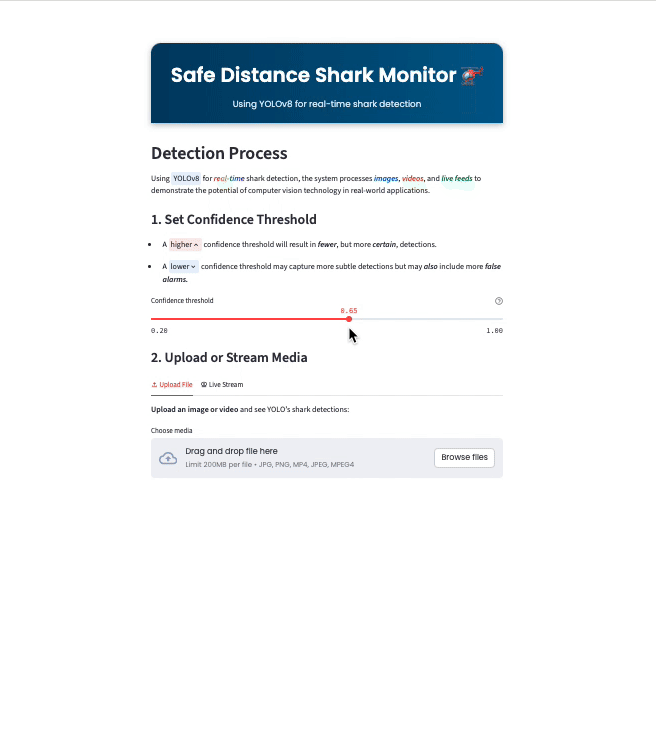 Safe Distance Shark Monitor
Using YOLOv8 for real-time shark detection
Detection Process
Using YOLOv8 for real-time shark detection, the system processes images, videos, and live feeds to
demonstrate the potential of computer vision technology in real-world applications.
1. Set Confidence Threshold
A higher confidence threshold will result in fewer, but more certain, detections.
A lower confidence threshold may capture more subtle detections but may also include more false
alarms.
Confidence threshold
0.65
0.20 1.00
2. Upload or Stream Media
Upload File Live Stream
Upload an image or video and see YOLO's shark detections:
Choose media
Drag and drop file here
Limit 200MB per file • JPG, PNG, MP4, JPEG, MPEG4
Browse files